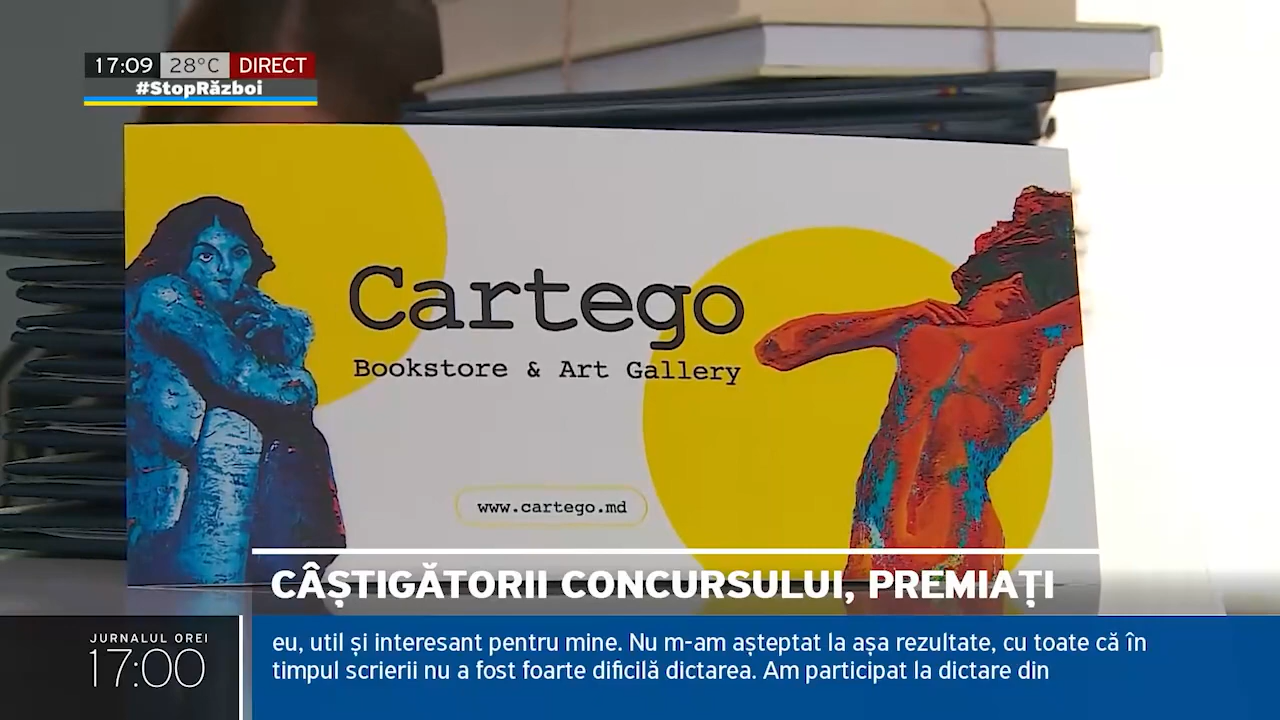 17:09 28°C DIRECT
#StopRăzboi
Cartego
Bookstore & Art Gallery
www.cartego.md
CÂȘTIGĂTORII CONCURSULUI, PREMIAȚI
JURNALUL OREI
17:00
eu, util și interesant pentru mine. Nu m-am așteptat la așa rezultate, cu toate că în
timpul scrierii nu a fost foarte dificilă dictarea. Am participat la dictare din